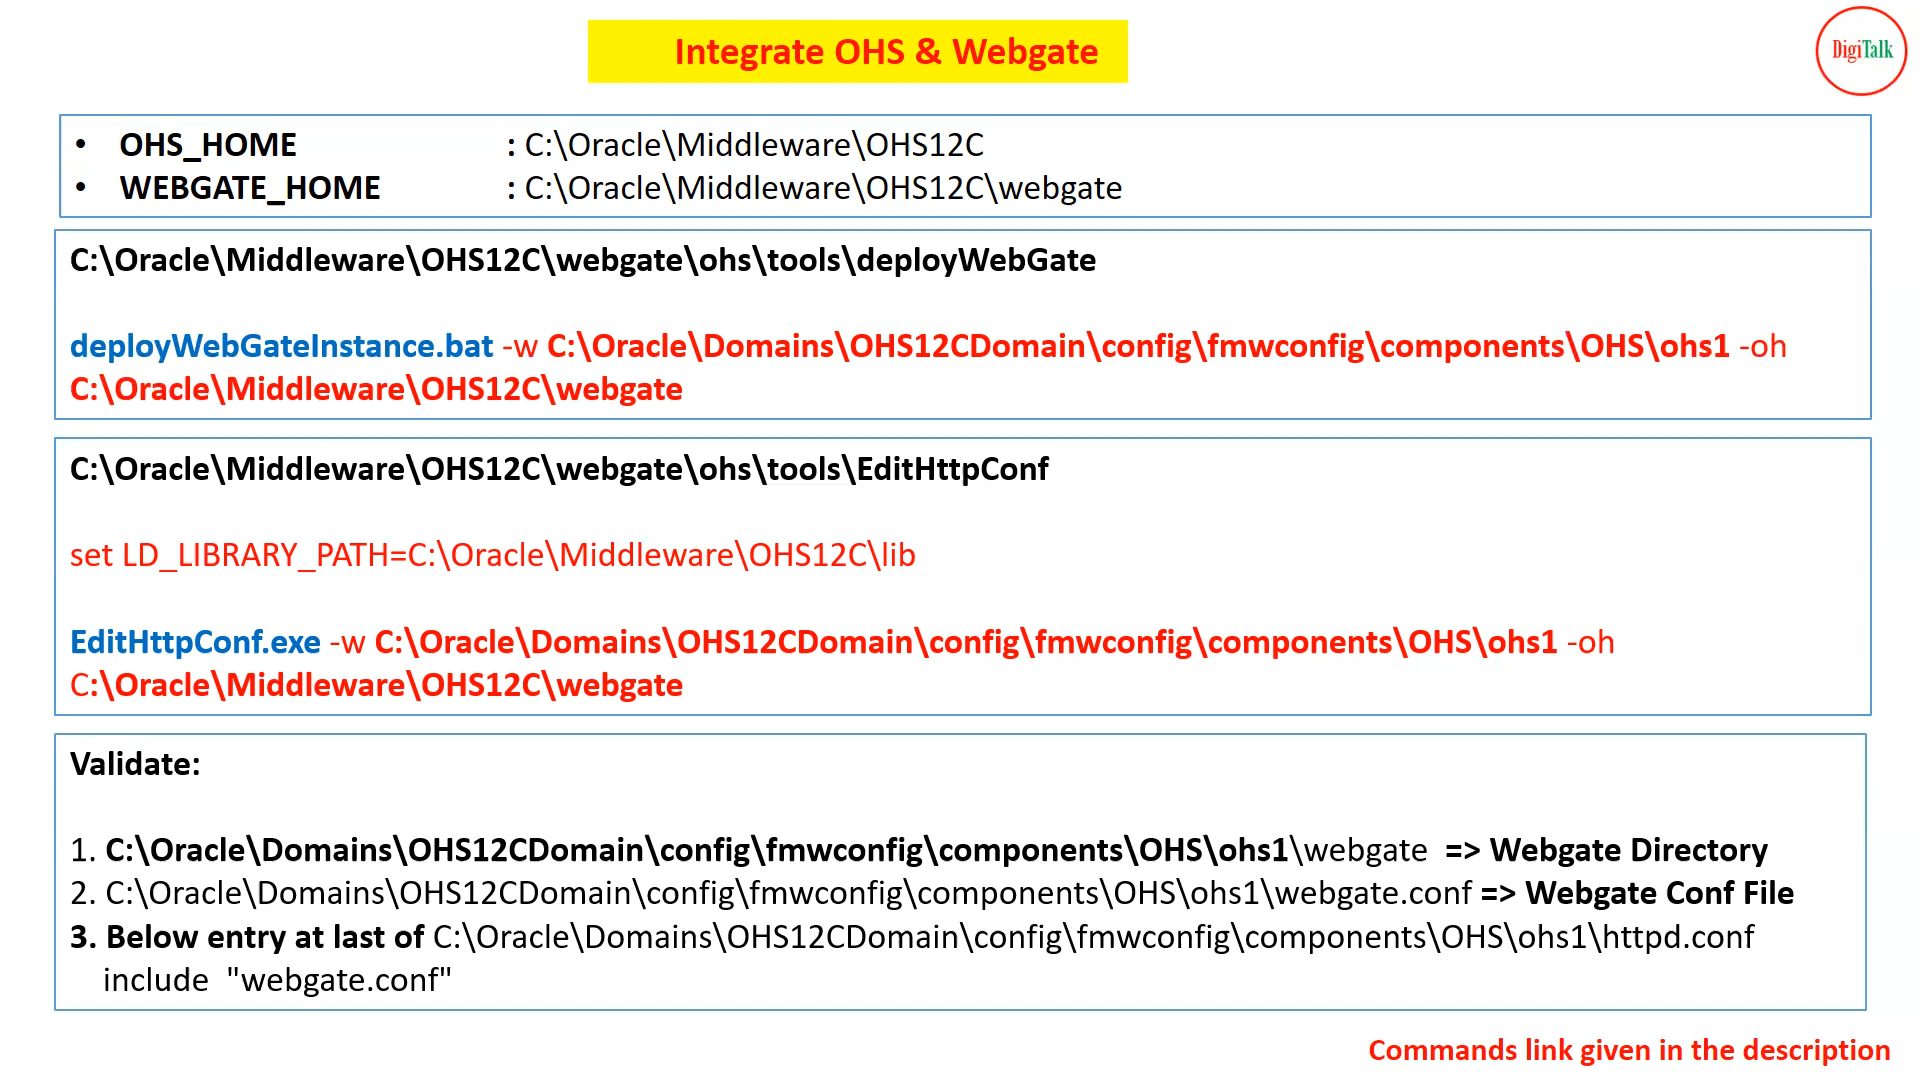 Integrate OHS & Webgate
DigiTalk
• OHS_HOME : C:\Oracle\Middleware\OHS12C
• WEBGATE_HOME : C:\Oracle\Middleware\OHS12C\webgate
C:\Oracle\Middleware\OHS12C\webgate\ohs\tools\deployWebGate
deployWebGateInstance.bat -w C:\Oracle\Domains\OHS12CDomain\config\fmwconfig\components\OHS\ohs1 -oh
C:\Oracle\Middleware\OHS12C\webgate
C:\Oracle\Middleware\OHS12C\webgate\ohs\tools\EditHttpConf
set LD_LIBRARY_PATH=C:\Oracle\Middleware\OHS12C\lib
EditHttpConf.exe -w C:\Oracle\Domains\OHS12CDomain\config\fmwconfig\components\OHS\ohs1 -oh
C:\Oracle\Middleware\OHS12C\webgate
Validate:
1. C:\Oracle\Domains\OHS12CDomain\config\fmwconfig\components\OHS\ohs1\webgate => Webgate Directory
2. C:\Oracle\Domains\OHS12CDomain\config\fmwconfig\components\OHS\ohs1\webgate.conf => Webgate Conf File
3. Below entry at last of C:\Oracle\Domains\OHS12CDomain\config\fmwconfig\components\OHS\ohs1\httpd.conf
include "webgate.conf"
Commands link given in the description